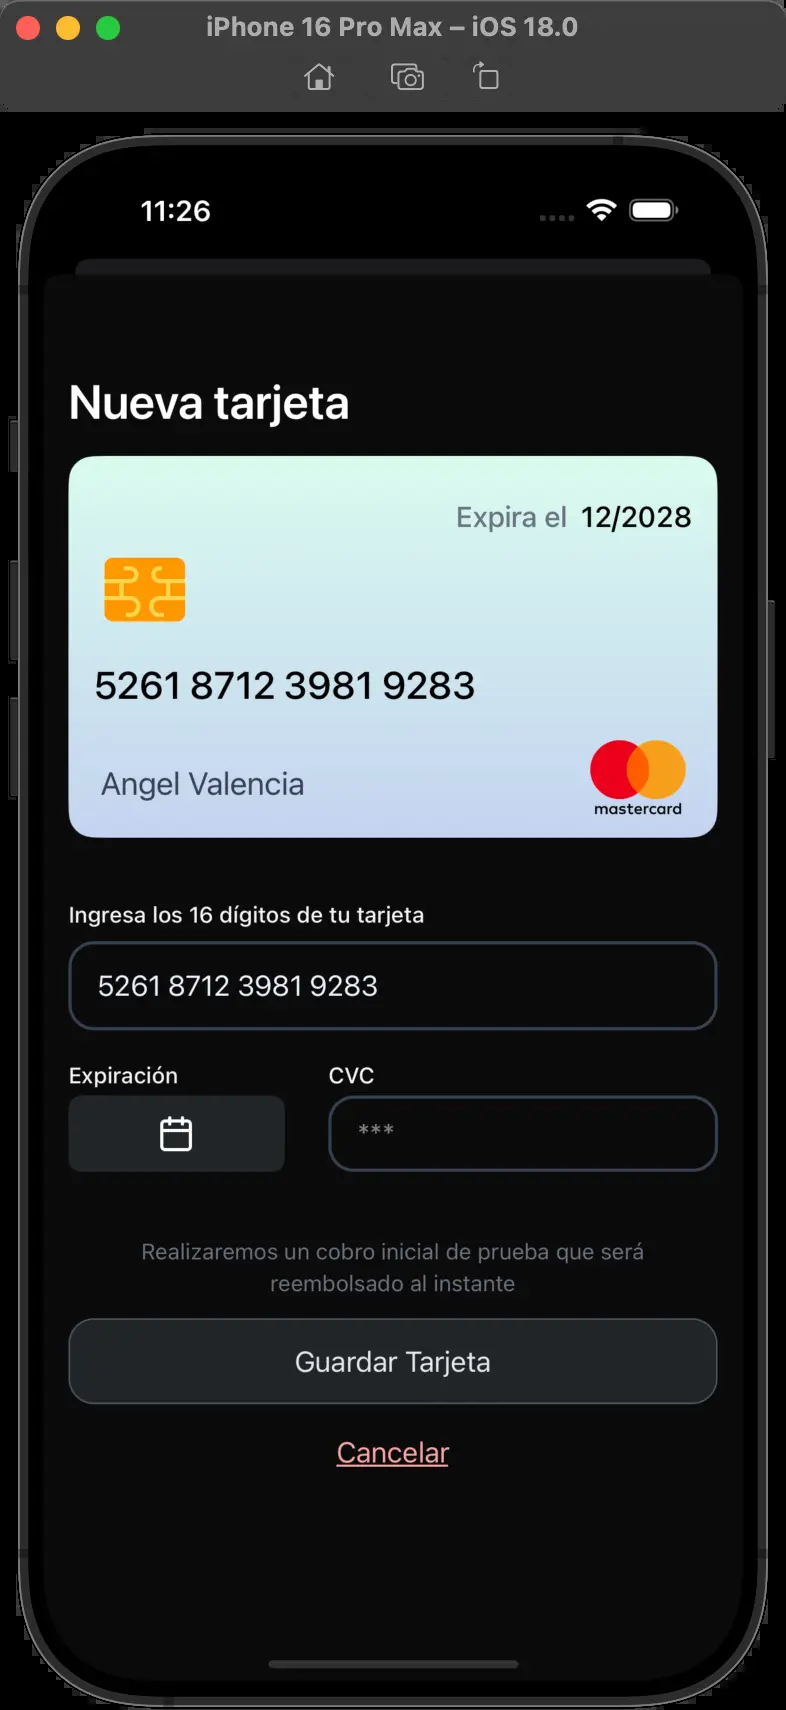 iPhone 16 Pro Max – iOS 18.0
11:26
Nueva tarjeta
Expira el 12/2028
5261 8712 3981 9283
Angel Valencia
mastercard
Ingresa los 16 dígitos de tu tarjeta
5261 8712 3981 9283
Expiración CVC
***
Realizaremos un cobro inicial de prueba que será
reembolsado al instante
Guardar Tarjeta
Cancelar